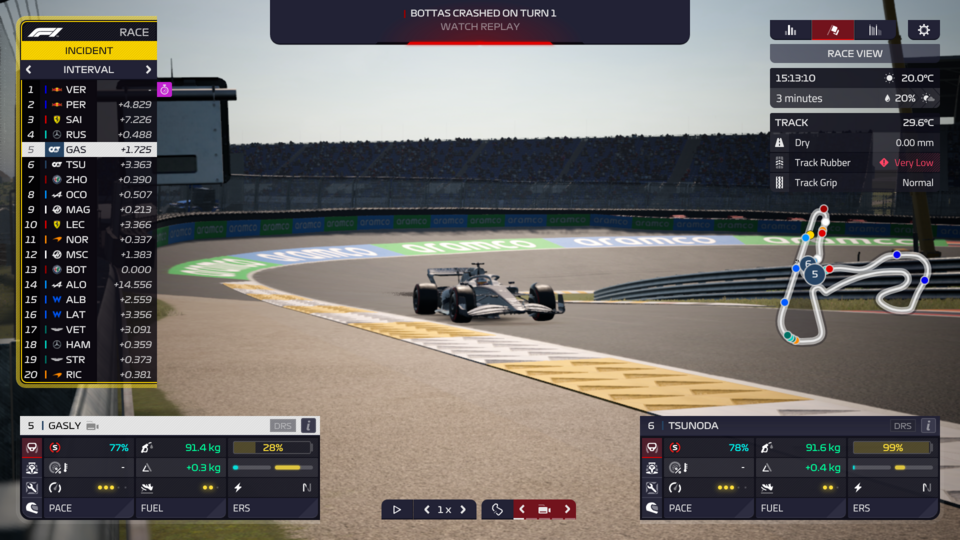 BOTTAS CRASHED ON TURN 1
WATCH REPLAY
F1 RACE
INCIDENT
INTERVAL
1 VER -
2 PER +4.829
3 SAI +7.226
4 RUS +0.488
5 GAS +1.725
6 TSU +3.363
7 ZHO +0.390
8 OCO +0.507
9 MAG +0.213
10 LEC +3.366
11 NOR +0.337
12 MSC +1.383
13 BOT 0.000
14 ALO +14.556
15 ALB +2.559
16 LAT +3.356
17 VET +3.091
18 HAM +0.359
19 STR +0.373
20 RIC +0.381
RACE VIEW
15:13:10 20.0°C
3 minutes 20%
TRACK 29.6°C
Dry 0.00 mm
Track Rubber Very Low
Track Grip Normal
6
5
aramco aramco aramco
5 GASLY DRS i
S 77% 91.4 kg 28%
- +0.3 kg
N
PACE FUEL ERS
1x
6 TSUNODA DRS i
S 78% 91.6 kg 99%
- +0.4 kg
N
PACE FUEL ERS